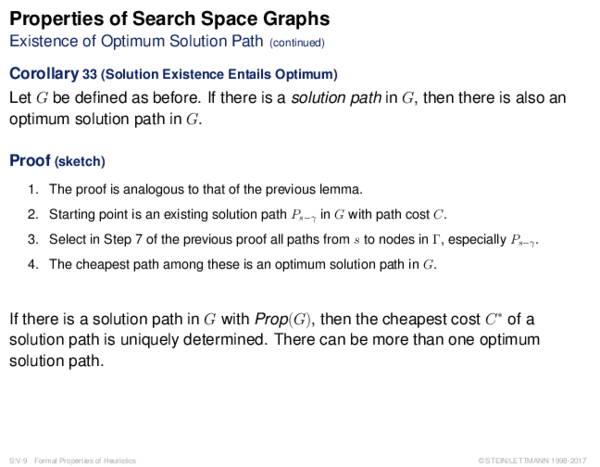 Properties of Search Space Graphs
Existence of Optimum Solution Path (continued)
Corollary 33 (Solution Existence Entails Optimum)
Let G be defined as before. If there is a solution path in G, then there is also an
optimum solution path in G.
Proof (sketch)
1. The proof is analogous to that of the previous lemma.
2. Starting point is an existing solution path Pₛ₋ᵧ in G with path cost C.
3. Select in Step 7 of the previous proof all paths from s to nodes in Γ, especially Pₛ₋ᵧ.
4. The cheapest path among these is an optimum solution path in G.
If there is a solution path in G with Prop(G), then the cheapest cost C* of a
solution path is uniquely determined. There can be more than one optimum
solution path.
S:V-9 Formal Properties of Heuristics
©STEIN/LETTMANN 1998-2017